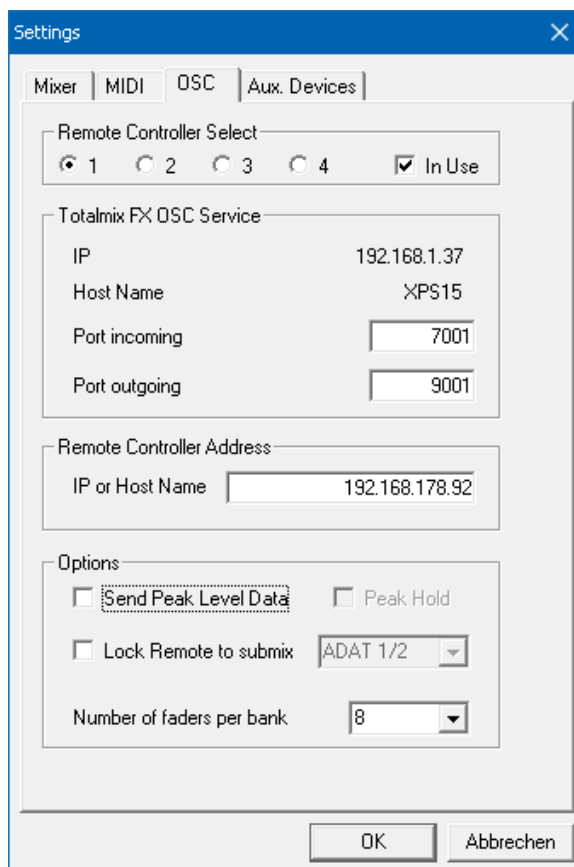 Settings
Mixer MIDI OSC Aux. Devices
Remote Controller Select
1 2 3 4 In Use
Totalmix FX OSC Service
IP 192.168.1.37
Host Name XPS15
Port incoming 7001
Port outgoing 9001
Remote Controller Address
IP or Host Name 192.168.178.92
Options
Send Peak Level Data Peak Hold
Lock Remote to submix ADAT 1/2
Number of faders per bank 8
OK Abbrechen